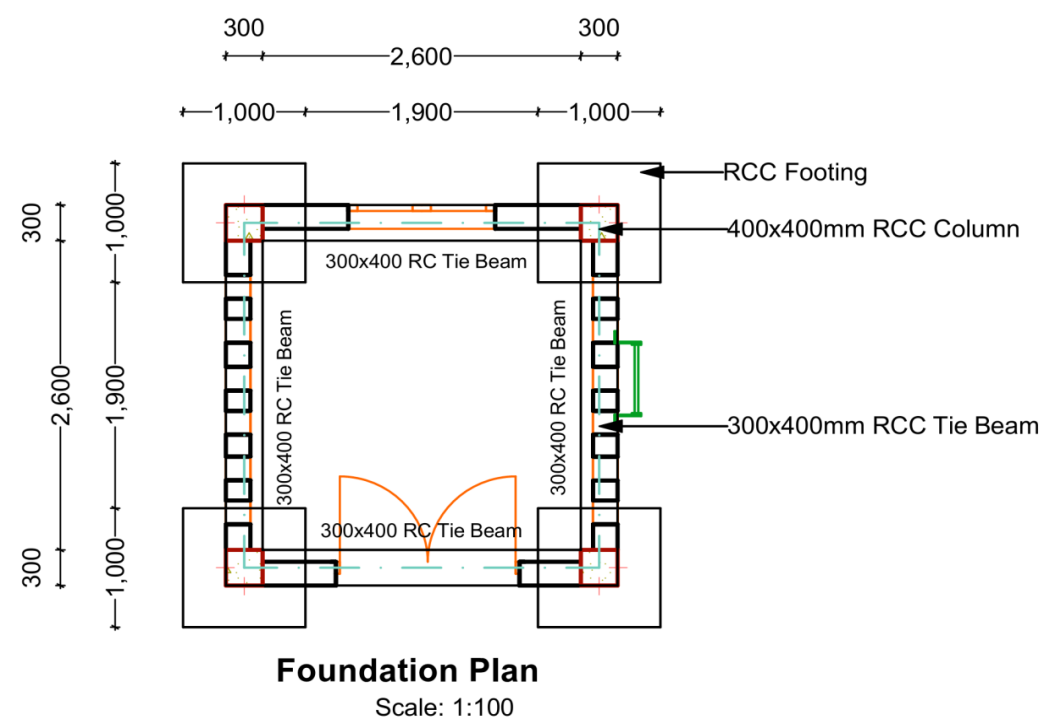 300 300
2,600
1,000 1,900 1,000
RCC Footing
300
1,000
400x400mm RCC Column
300x400 RC Tie Beam
300x400 RC Tie Beam
300x400 RC Tie Beam
2,600
1,900
300x400mm RCC Tie Beam
300x400 RC Tie Beam
300
1,000
Foundation Plan
Scale: 1:100